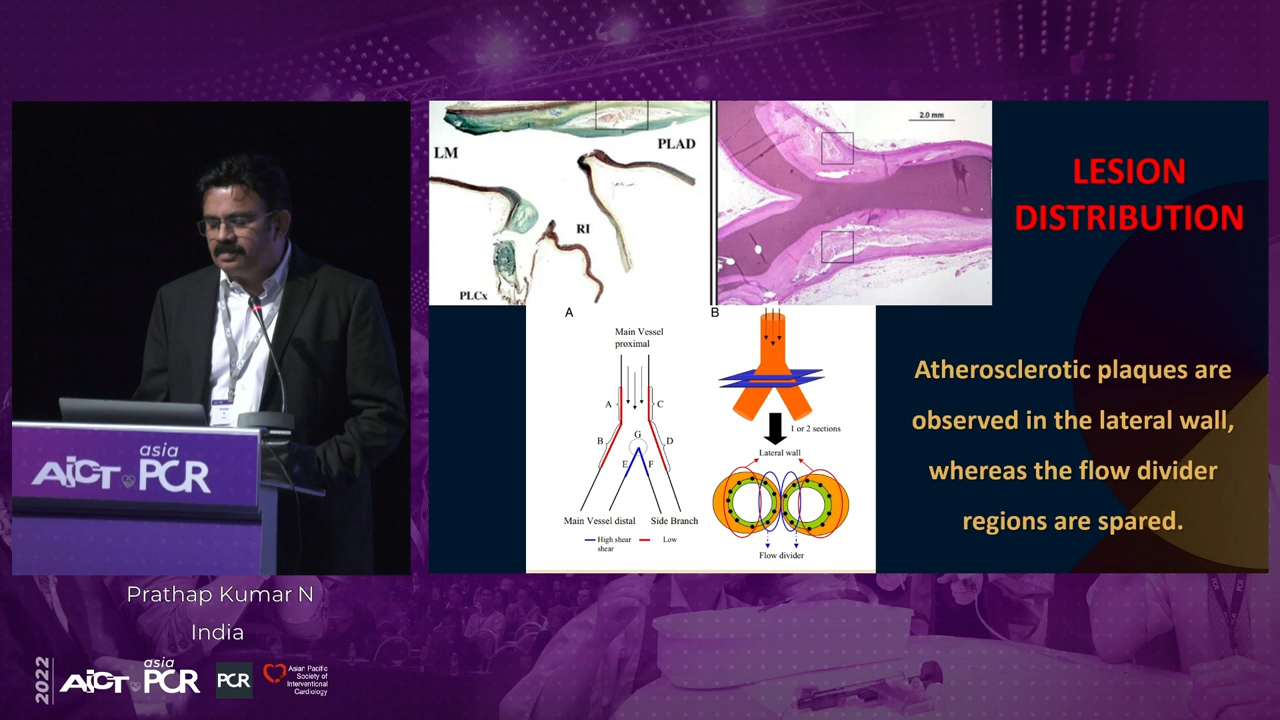 LM
PLAD
RI
PLCx
2.0 mm
LESION
DISTRIBUTION
A
Main Vessel
proximal
A
C
B
G
D
E
F
Main Vessel distal
Side Branch
High shear
Low
shear
B
1 or 2 sections
Lateral wall
Flow divider
Atherosclerotic plaques are
observed in the lateral wall,
whereas the flow divider
regions are spared.
asia
AICT PCR
Prathap Kumar N
India
2022
asia
AICT PCR
PCR
Asian Pacific
Society of
Interventional
Cardiology